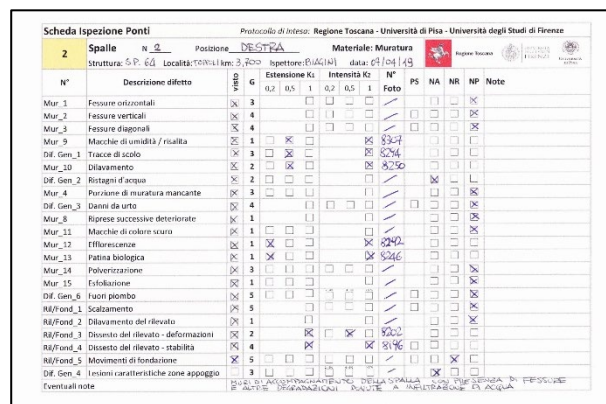 Scheda Ispezione Ponti Protocollo di Intesa: Regione Toscana - Università di Pisa - Università degli Studi di Firenze
2 Spalle N 2 Posizione DESTRA Materiale: Muratura Regione Toscana
Struttura: S.P. 64 Località: km: 3,700 Ispettore: BIAGINI data: 09/04/19
N° Descrizione difetto visto G Estensione K1 Intensità K2 N° Foto PS NA NR NP Note
0,2 0,5 1 0,2 0,5 1
Mur_1 Fessure orizzontali 3
Mur_2 Fessure verticali 4
Mur_3 Fessure diagonali 4
Mur_9 Macchie di umidità / risalita 1 8307
Dif. Gen_1 Tracce di scolo 3 8244
Mur_10 Dilavamento 2 8250
Dif. Gen_2 Ristagni d'acqua 2
Mur_4 Porzione di muratura mancante 3
Dif. Gen_3 Danni da urto 4
Mur_8 Riprese successive deteriorate 1
Mur_11 Macchie di colore scuro 1
Mur_12 Efflorescenze 1 8242
Mur_13 Patina biologica 1 8246
Mur_14 Polverizzazione 3
Mur_15 Esfoliazione 1
Dif. Gen_6 Fuori piombo 5
Ril/Fond_1 Scalzamento 5
Ril/Fond_2 Dilavamento del rilevato 1
Ril/Fond_3 Dissesto del rilevato - deformazioni 2 8202
Ril/Fond_4 Dissesto del rilevato - stabilità 4 8196
Ril/Fond_5 Movimenti di fondazione 5
Dif. Gen_4 Lesioni caratteristiche zone appoggio 3
Eventuali note MURI DI ACCOMPAGNAMENTO DELLA SPALLA CON PRESENZA DI FESSURE
E ALTRE DEGRADAZIONI DOVUTE A INFILTRAZIONE DI ACQUA